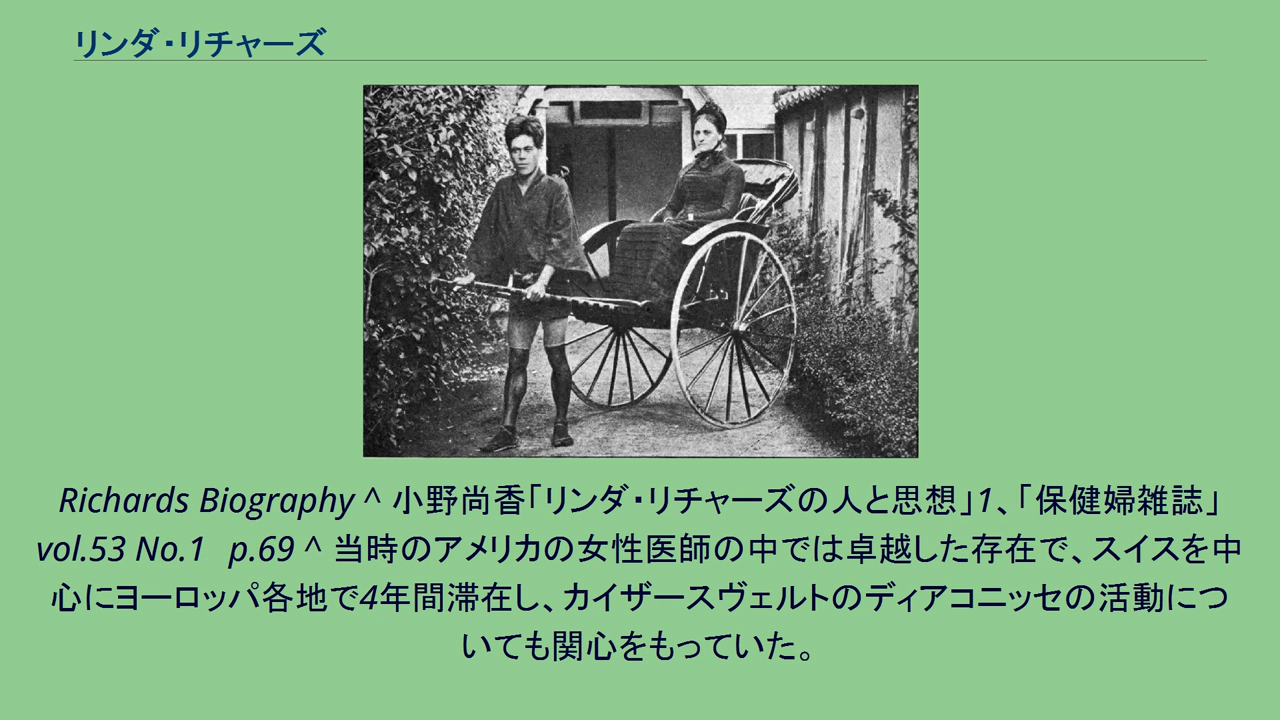 リンダ・リチャーズ
Richards Biography ^ 小野尚香「リンダ・リチャーズの人と思想」1、「保健婦雑誌」
vol.53 No.1 p.69 ^ 当時のアメリカの女性医師の中では卓越した存在で、スイスを中
心にヨーロッパ各地で4年間滞在し、カイザースヴェルトのディアコニッセの活動につ
いても関心をもっていた。